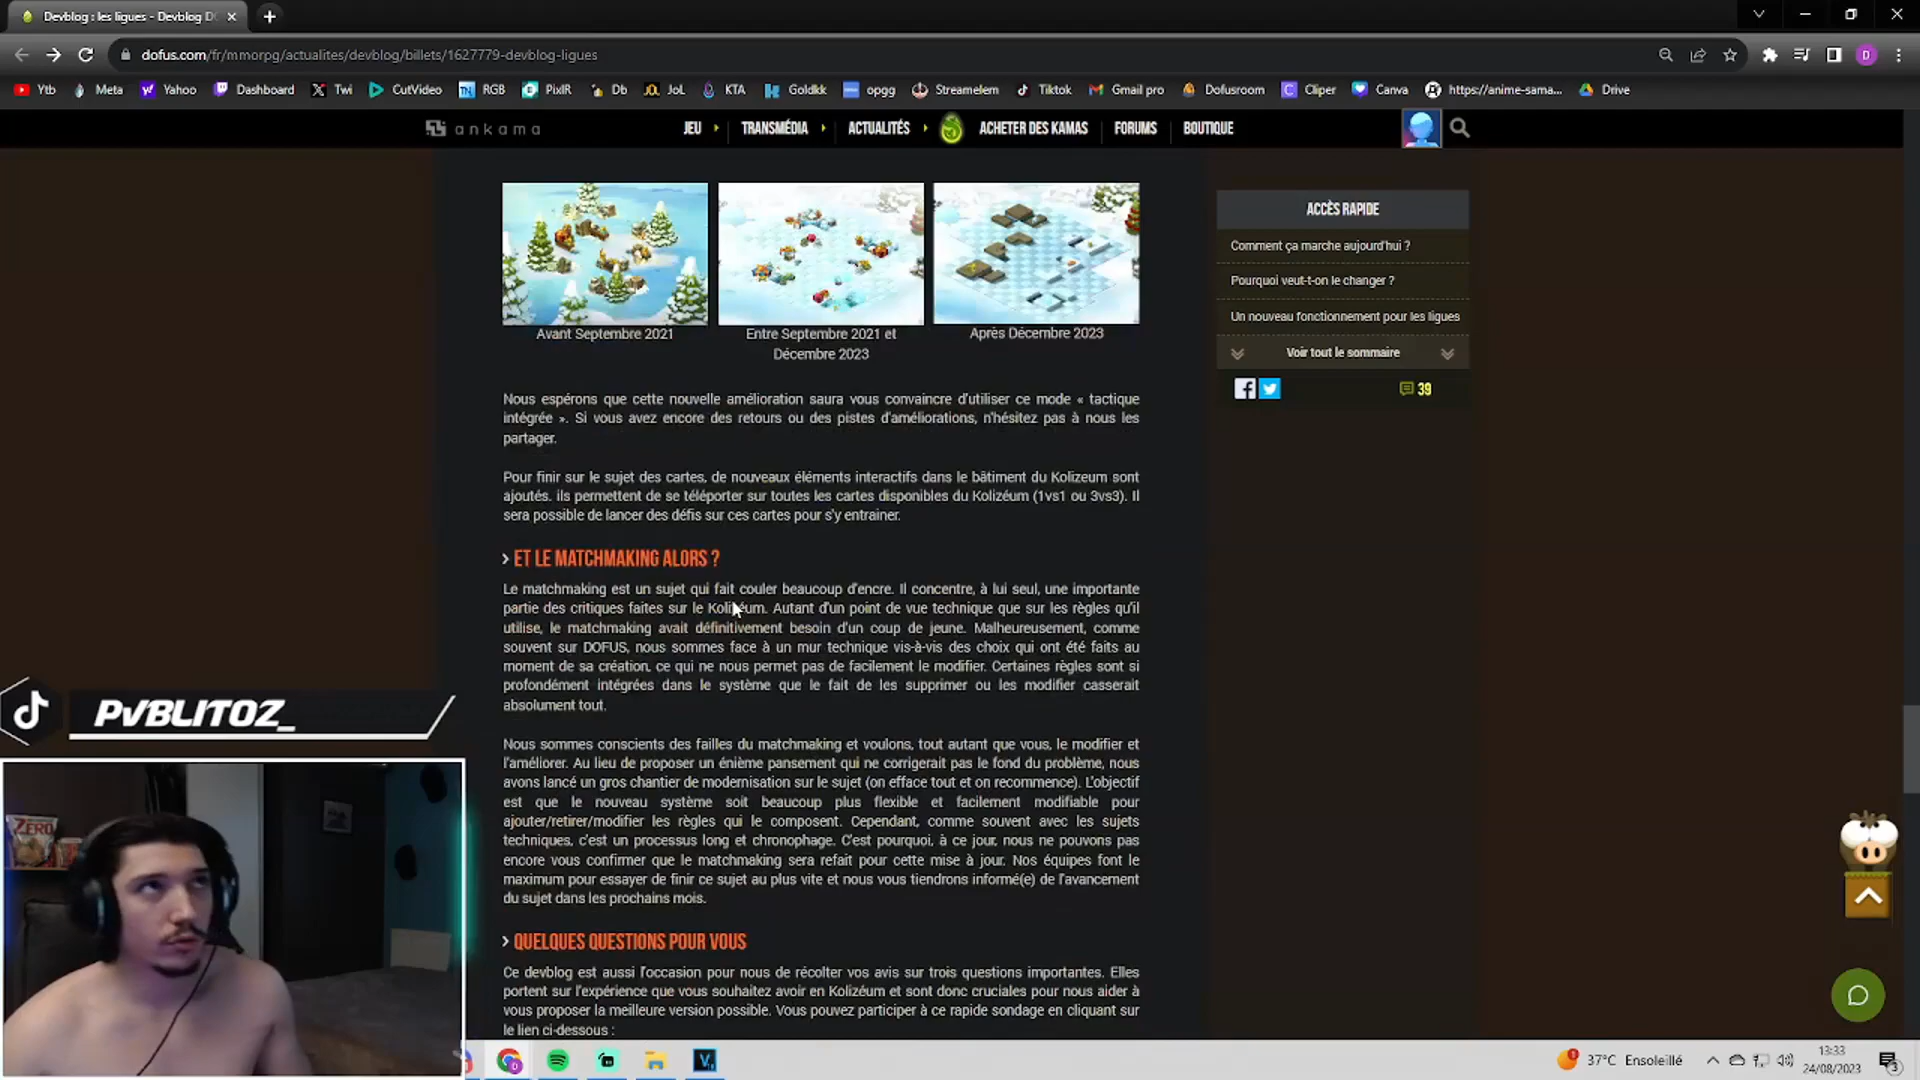 Devblog : les ligues - Devblog D
dofus.com/fr/mmorpg/actualites/devblog/billets/1627779-devblog-ligues
D
Ytb
Meta
Yahoo
Dashboard
Twi
CutVideo
RGB
PixlR
Db
JoL
KTA
Goldkk
opgg
Streamelem
Tiktok
Gmail pro
Dofusroom
Cliper
Canva
https://anime-sama...
Drive
ankama
JEU
TRANSMÉDIA
ACTUALITÉS
ACHETER DES KAMAS
FORUMS
BOUTIQUE
Avant Septembre 2021
Entre Septembre 2021 et
Décembre 2023
Après Décembre 2023
Nous espérons que cette nouvelle amélioration saura vous convaincre d'utiliser ce mode « tactique
intégrée ». Si vous avez encore des retours ou des pistes d'améliorations, n'hésitez pas à nous les
partager.
Pour finir sur le sujet des cartes, de nouveaux éléments interactifs dans le bâtiment du Kolizeum sont
ajoutés. ils permettent de se téléporter sur toutes les cartes disponibles du Kolizéum (1vs1 ou 3vs3). Il
sera possible de lancer des défis sur ces cartes pour s'y entrainer.
ET LE MATCHMAKING ALORS ?
Le matchmaking est un sujet qui fait couler beaucoup d'encre. Il concentre, à lui seul, une importante
partie des critiques faites sur le Kolizéum. Autant d'un point de vue technique que sur les règles qu'il
utilise, le matchmaking avait définitivement besoin d'un coup de jeune. Malheureusement, comme
souvent sur DOFUS, nous sommes face à un mur technique vis-à-vis des choix qui ont été faits au
moment de sa création, ce qui ne nous permet pas de facilement le modifier. Certaines règles sont si
profondément intégrées dans le système que le fait de les supprimer ou les modifier casserait
absolument tout.
Nous sommes conscients des failles du matchmaking et voulons, tout autant que vous, le modifier et
l'améliorer. Au lieu de proposer un énième pansement qui ne corrigerait pas le fond du problème, nous
avons lancé un gros chantier de modernisation sur le sujet (on efface tout et on recommence). L'objectif
est que le nouveau système soit beaucoup plus flexible et facilement modifiable pour
ajouter/retirer/modifier les règles qui le composent. Cependant, comme souvent avec les sujets
techniques, c'est un processus long et chronophage. C'est pourquoi, à ce jour, nous ne pouvons pas
encore vous confirmer que le matchmaking sera refait pour cette mise à jour. Nos équipes font le
maximum pour essayer de finir ce sujet au plus vite et nous vous tiendrons informé(e) de l'avancement
du sujet dans les prochains mois.
QUELQUES QUESTIONS POUR VOUS
Ce devblog est aussi l'occasion pour nous de récolter vos avis sur trois questions importantes. Elles
portent sur l'expérience que vous souhaitez avoir en Kolizéum et sont donc cruciales pour nous aider à
vous proposer la meilleure version possible. Vous pouvez participer à ce rapide sondage en cliquant sur
le lien ci-dessous :
ACCÈS RAPIDE
Comment ça marche aujourd'hui ?
Pourquoi veut-t-on le changer ?
Un nouveau fonctionnement pour les ligues
Voir tout le sommaire
39
PVBLITOZ_
ZERO
37°C Ensoleillé
13:33
24/08/2023
3